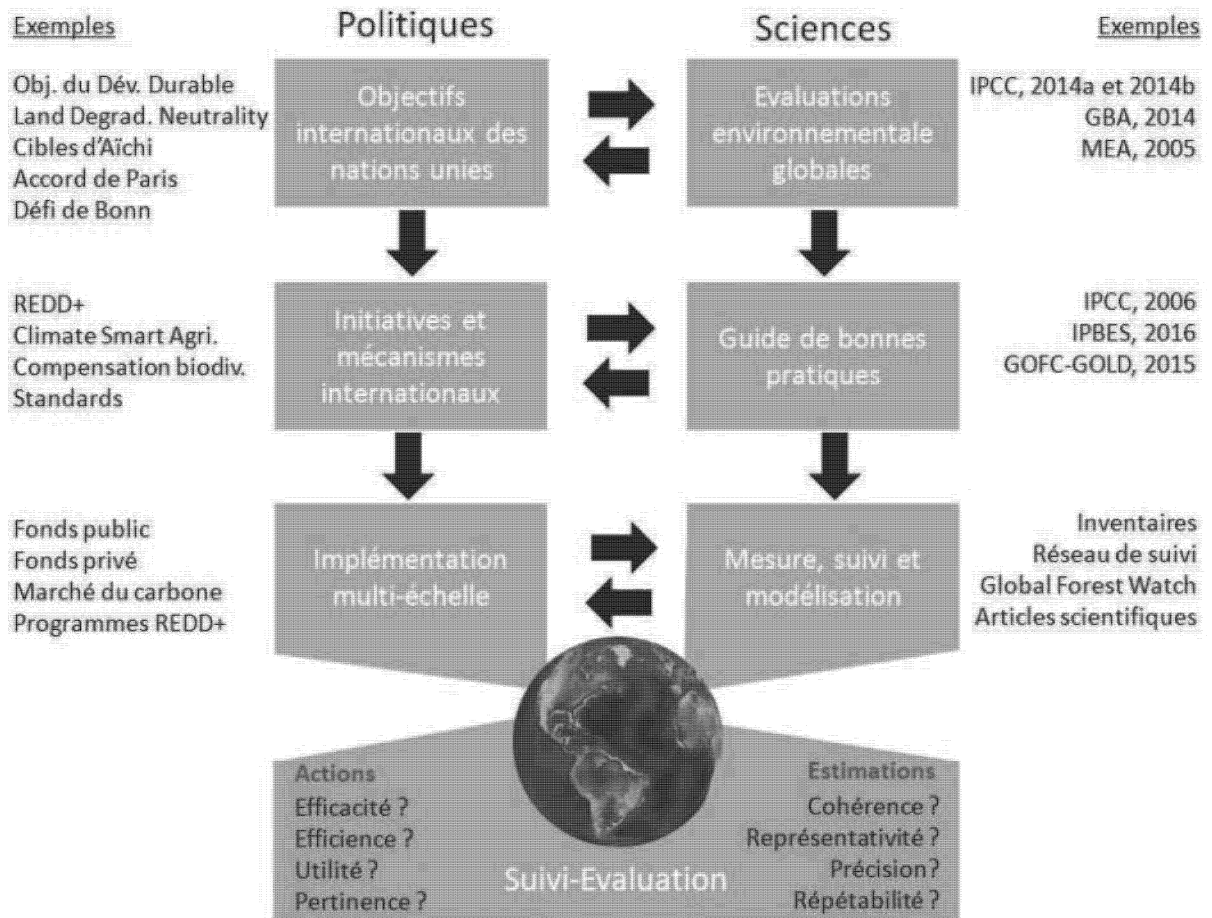 Exemples
Politiques
Sciences
Exemples
Obj. du Dév. Durable
Land Degrad. Neutrality
Cibles d'Aïchi
Accord de Paris
Défi de Bonn
Objectifs
internationaux des
nations unies
Evaluations
environnementale
globales
IPCC, 2014a et 2014b
GBA, 2014
MEA, 2005
REDD+
Climate Smart Agri.
Compensation biodiv.
Standards
Initiatives et
mécanismes
internationaux
Guide de bonnes
pratiques
IPCC, 2006
IPBES, 2016
GOFC-GOLD, 2015
Fonds public
Fonds privé
Marché du carbone
Programmes REDD+
Implémentation
multi-échelle
Mesure, suivi et
modélisation
Inventaires
Réseau de suivi
Global Forest Watch
Articles scientifiques
Actions
Efficacité ?
Efficience ?
Utilité ?
Pertinence ?
Suivi-Evaluation
Estimations
Cohérence ?
Représentativité ?
Précision?
Répétabilité ?